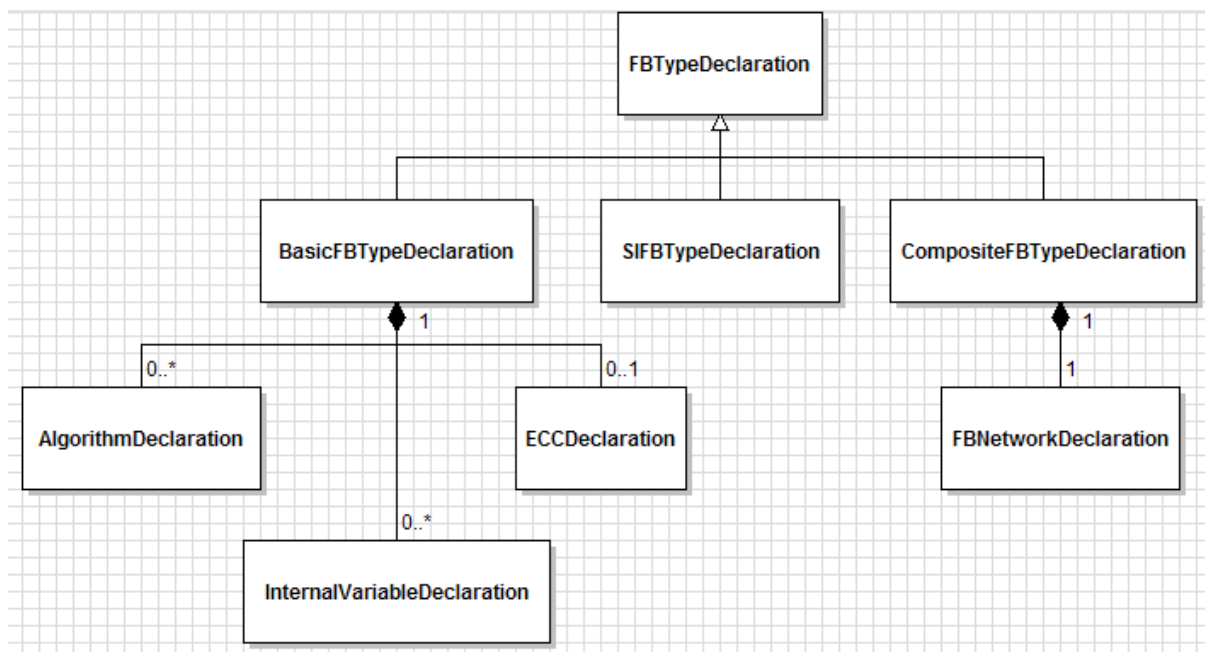 FBTypeDeclaration
BasicFBTypeDeclaration
SIFBTypeDeclaration
CompositeFBTypeDeclaration
1
1
0..*
0..1
1
AlgorithmDeclaration
ECCDeclaration
FBNetworkDeclaration
0..*
InternalVariableDeclaration